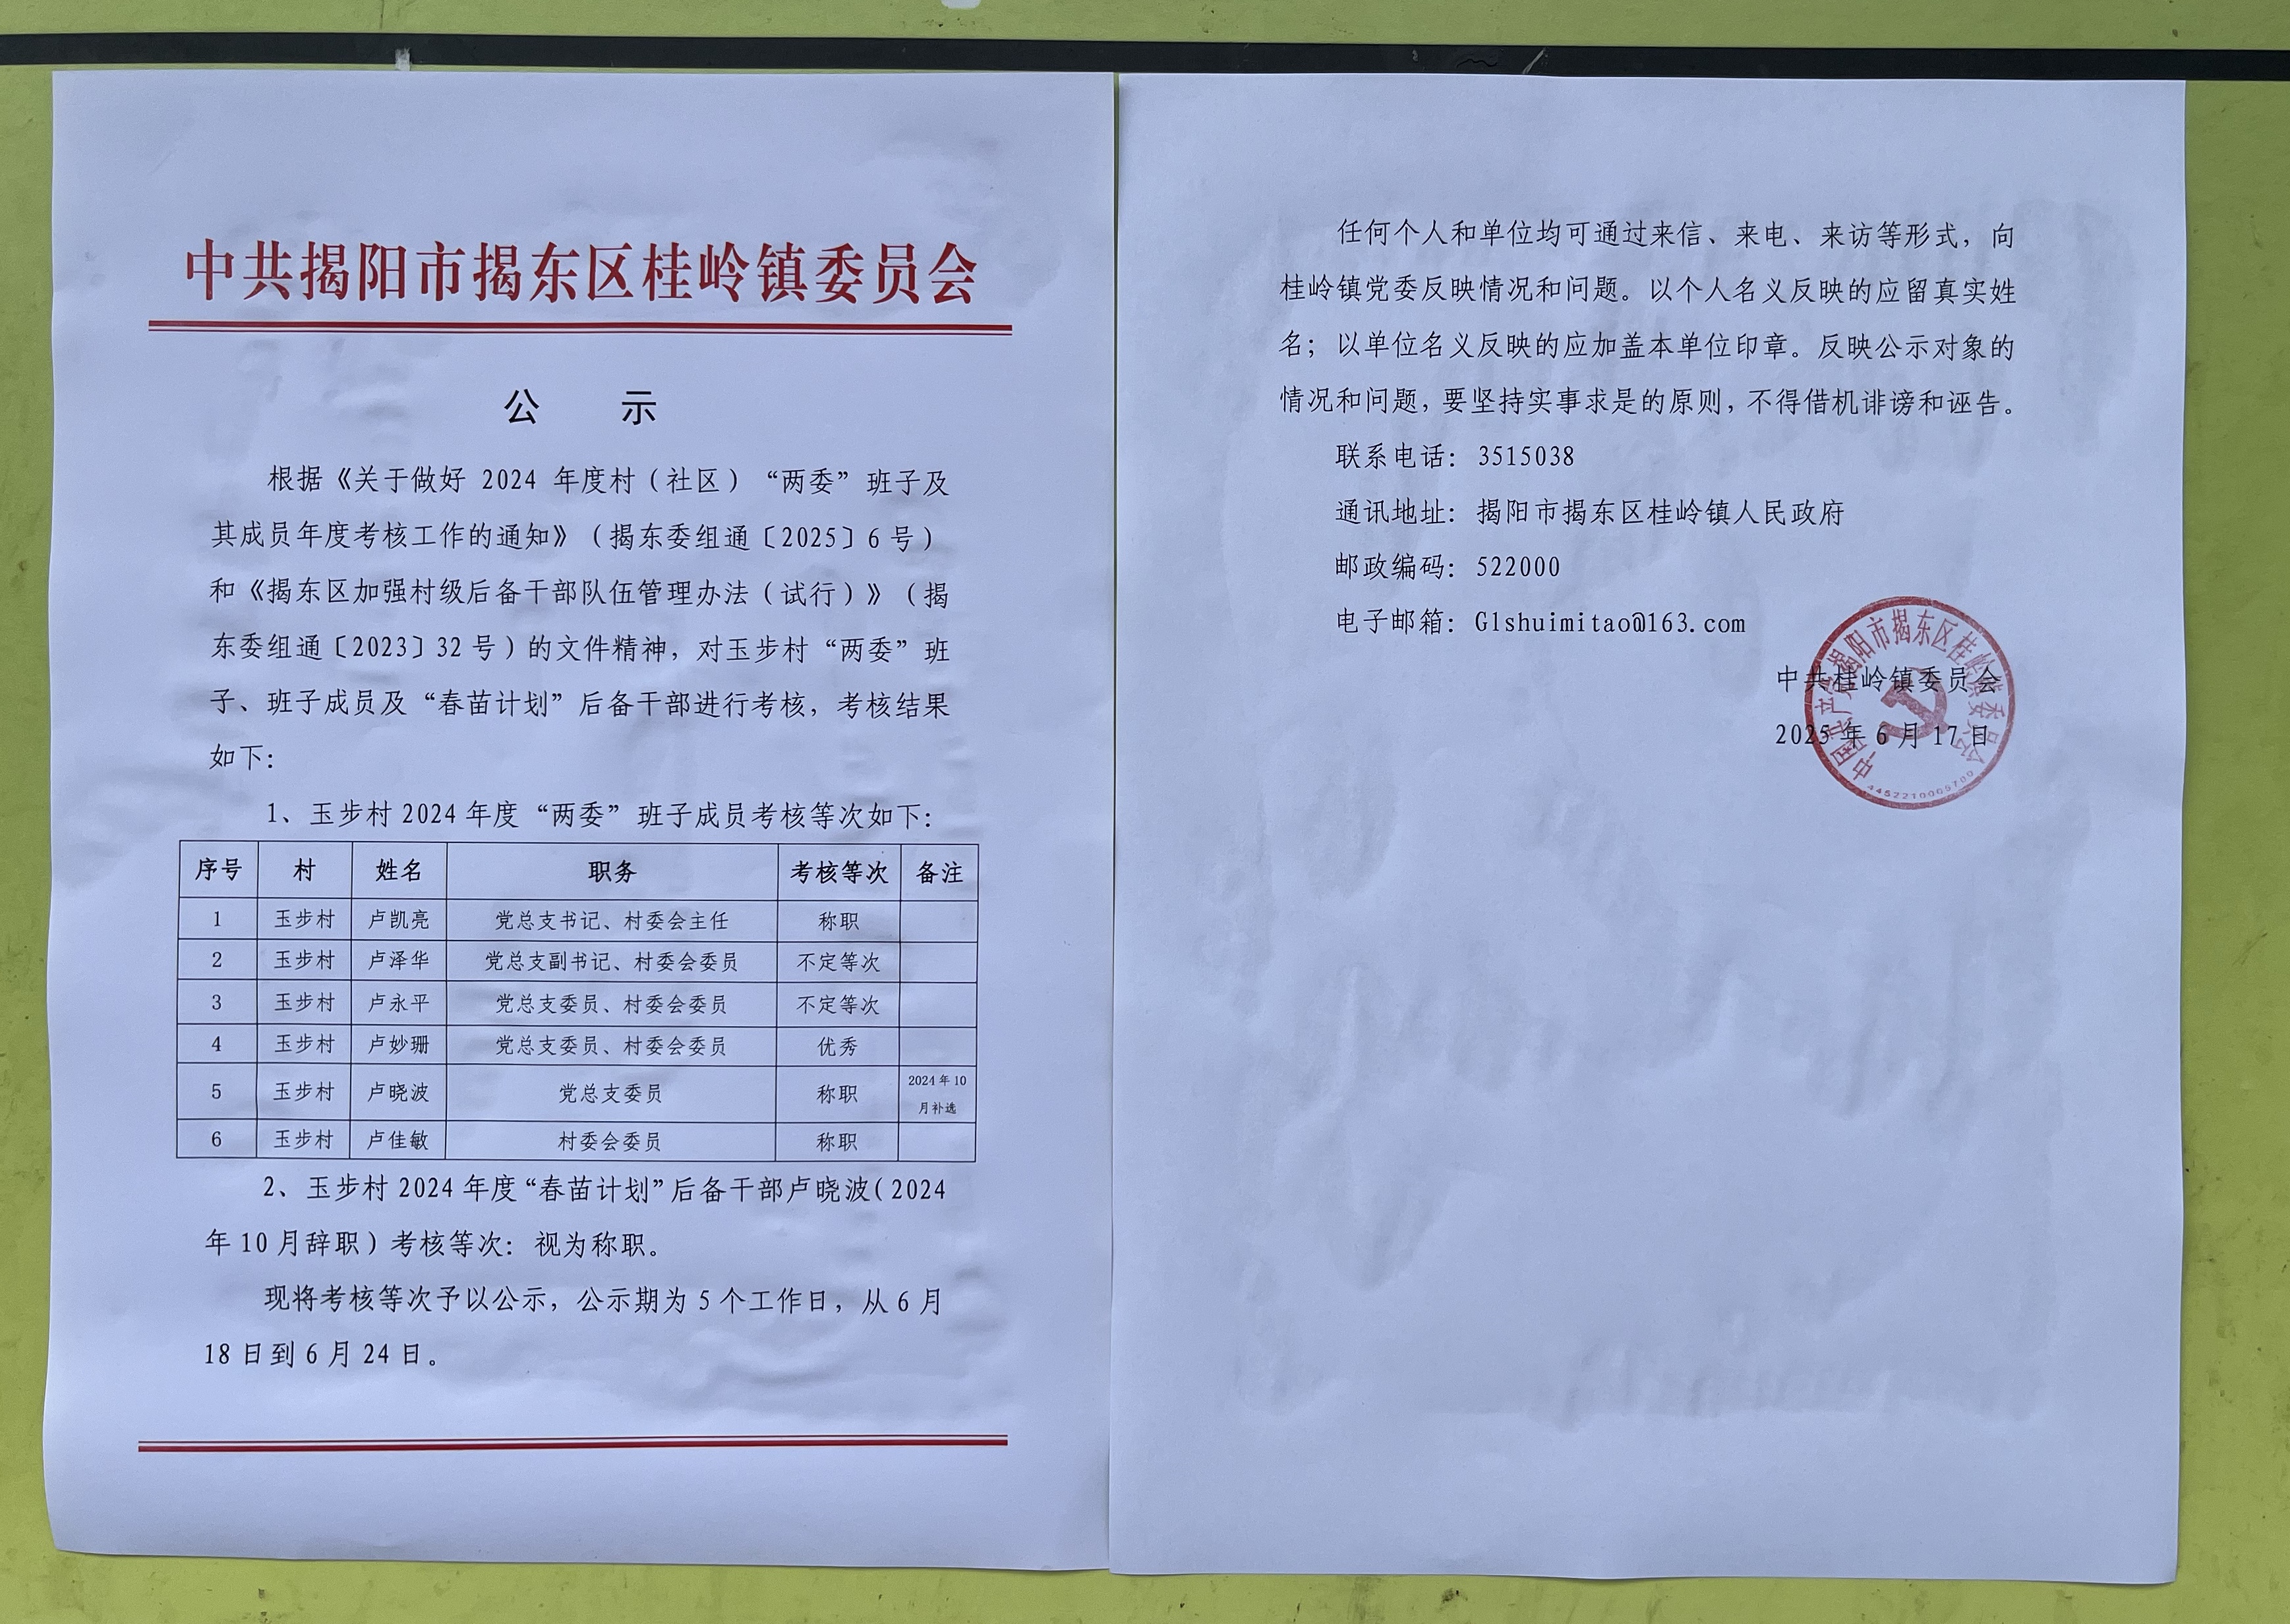 中共揭阳市揭东区桂岭镇委员会
公 示
根据《关于做好 2024 年度村（社区）“两委”班子及
其成员年度考核工作的通知》（揭东委组通〔2025〕6 号）
和《揭东区加强村级后备干部队伍管理办法（试行）》（揭
东委组通〔2023〕32 号）的文件精神，对玉步村“两委”班
子、班子成员及“春苗计划”后备干部进行考核，考核结果
如下：
1、玉步村 2024 年度“两委”班子成员考核等次如下：
序号 村 姓名 职务 考核等次 备注
1 玉步村 卢凯亮 党总支书记、村委会主任 称职
2 玉步村 卢泽华 党总支副书记、村委会委员 不定等次
3 玉步村 卢永平 党总支委员、村委会委员 不定等次
4 玉步村 卢妙珊 党总支委员、村委会委员 优秀
5 玉步村 卢晓波 党总支委员 称职 2024 年 10
月补选
6 玉步村 卢佳敏 村委会委员 称职
2、玉步村 2024 年度“春苗计划”后备干部卢晓波（2024
年 10 月辞职）考核等次：视为称职。
现将考核等次予以公示，公示期为 5 个工作日，从 6 月
18 日到 6 月 24 日。
任何个人和单位均可通过来信、来电、来访等形式，向
桂岭镇党委反映情况和问题。以个人名义反映的应留真实姓
名；以单位名义反映的应加盖本单位印章。反映公示对象的
情况和问题，要坚持实事求是的原则，不得借机诽谤和诬告。
联系电话：3515038
通讯地址：揭阳市揭东区桂岭镇人民政府
邮政编码：522000
电子邮箱：Glshuimitao@163.com
中共桂岭镇委员会
2025 年 6 月 17 日
中国共产党揭阳市揭东区桂岭镇委员会
4452210009700